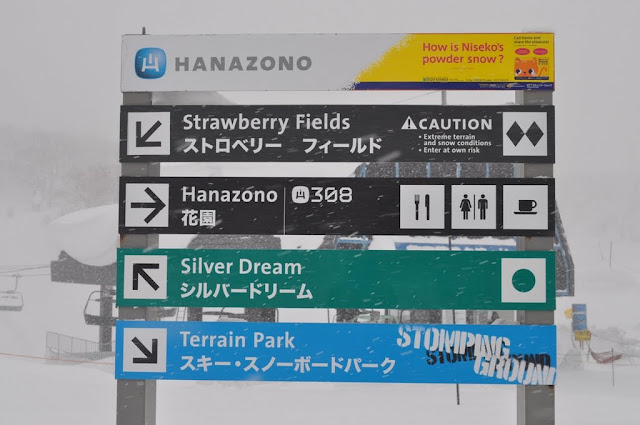 HANAZONO
How is Niseko's
powder snow?
Strawberry Fields
ストロベリー フィールド
CAUTION
• Extreme terrain
and snow conditions
• Enter at own risk
Hanazono
花園
308
Silver Dream
シルバードリーム
Terrain Park
スキー・スノーボードパーク
STOMPING
GROUND